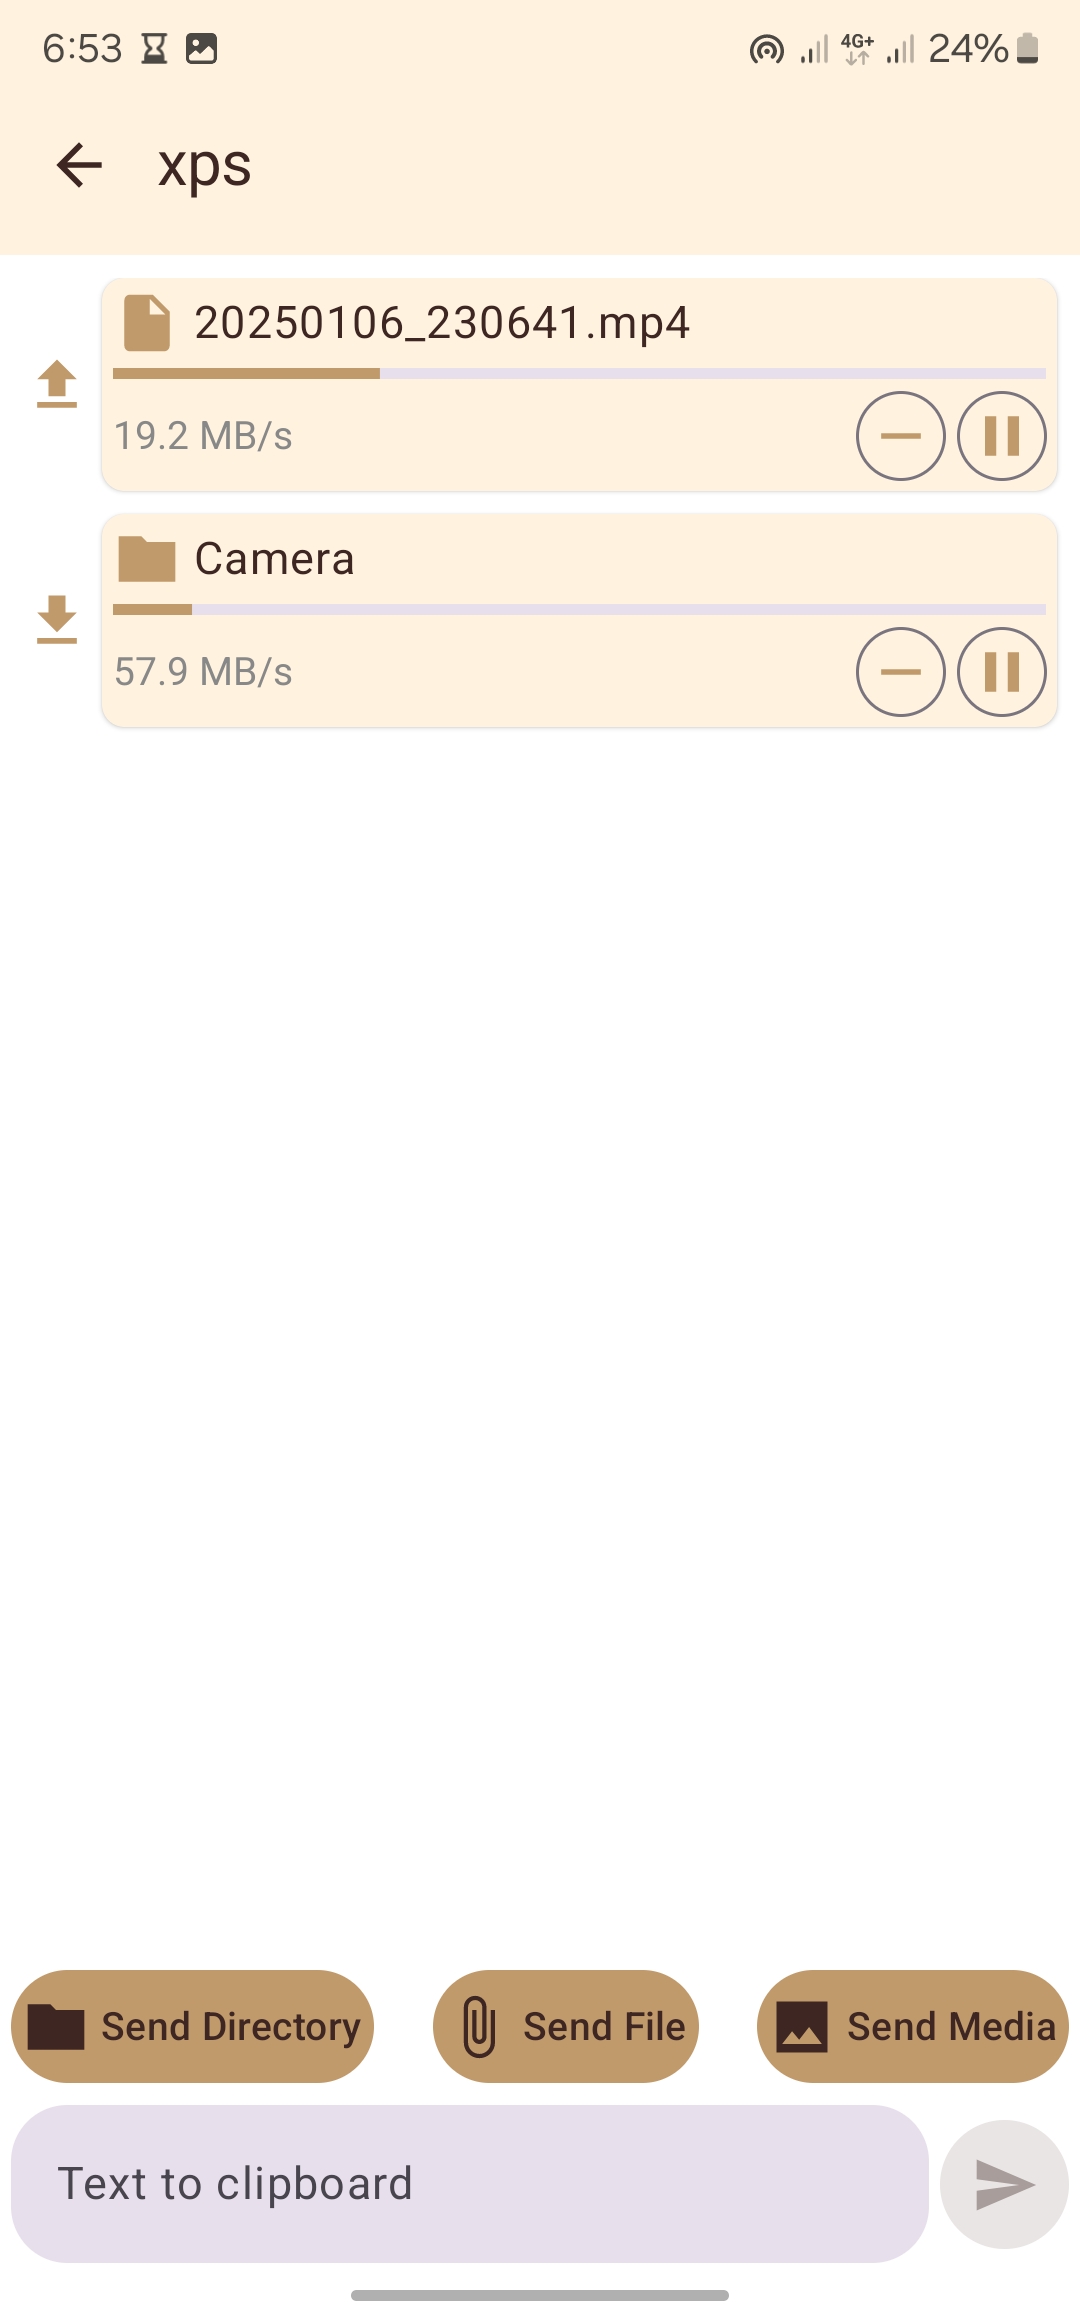 6:53 4G+ 24%
xps
20250106_230641.mp4
19.2 MB/s
Camera
57.9 MB/s
Send Directory Send File Send Media
Text to clipboard